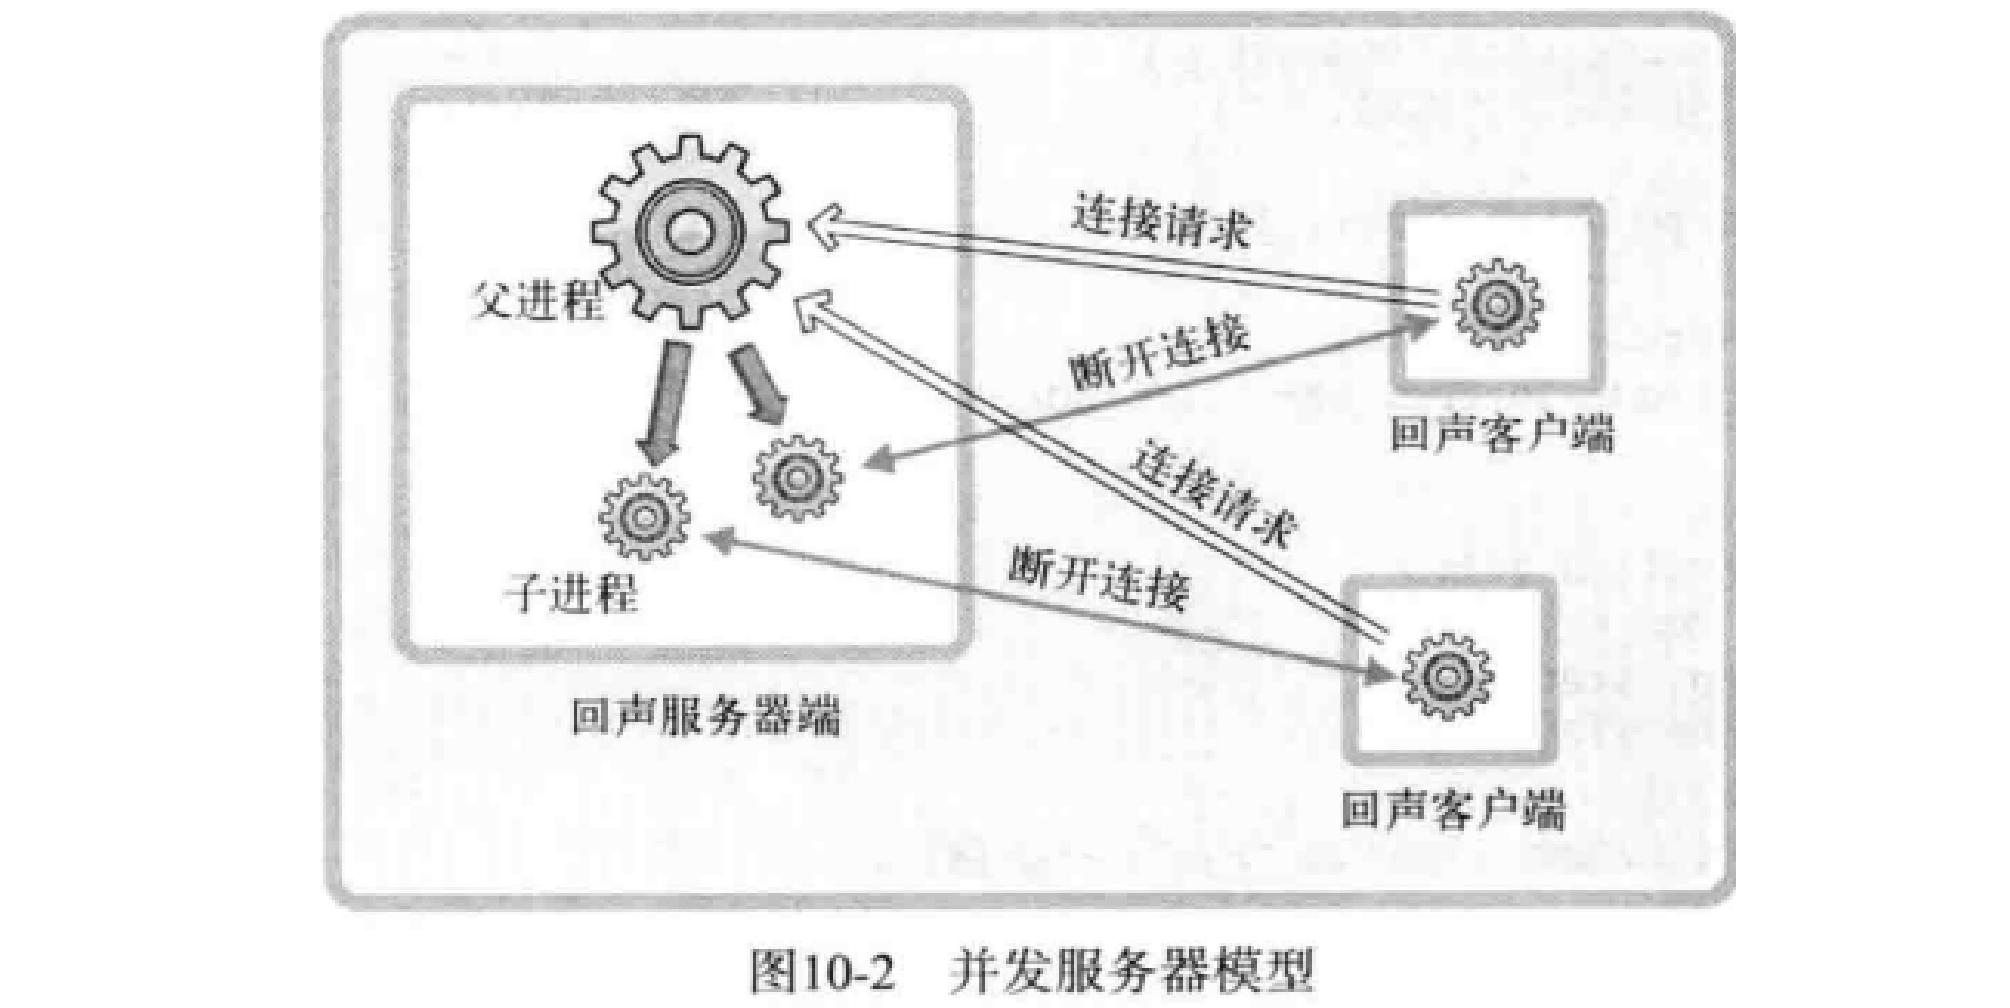 连接请求
父进程
断开连接
回声客户端
连接请求
断开连接
子进程
回声服务器端
回声客户端
图10-2 并发服务器模型